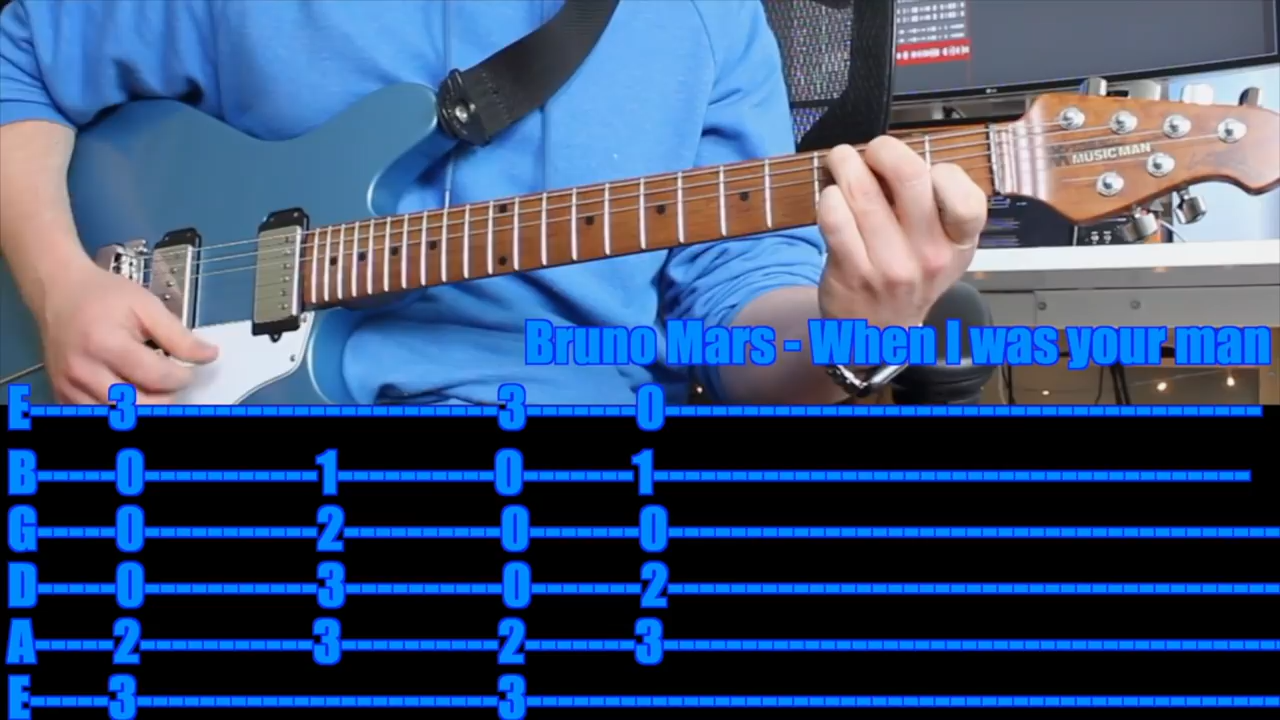 MUSICMAN
Bruno Mars - When I was your man
E 3 3 0
B 0 1 0 1
G 0 2 0 0
D 0 3 0 2
A 2 3 2 3
E 3 3